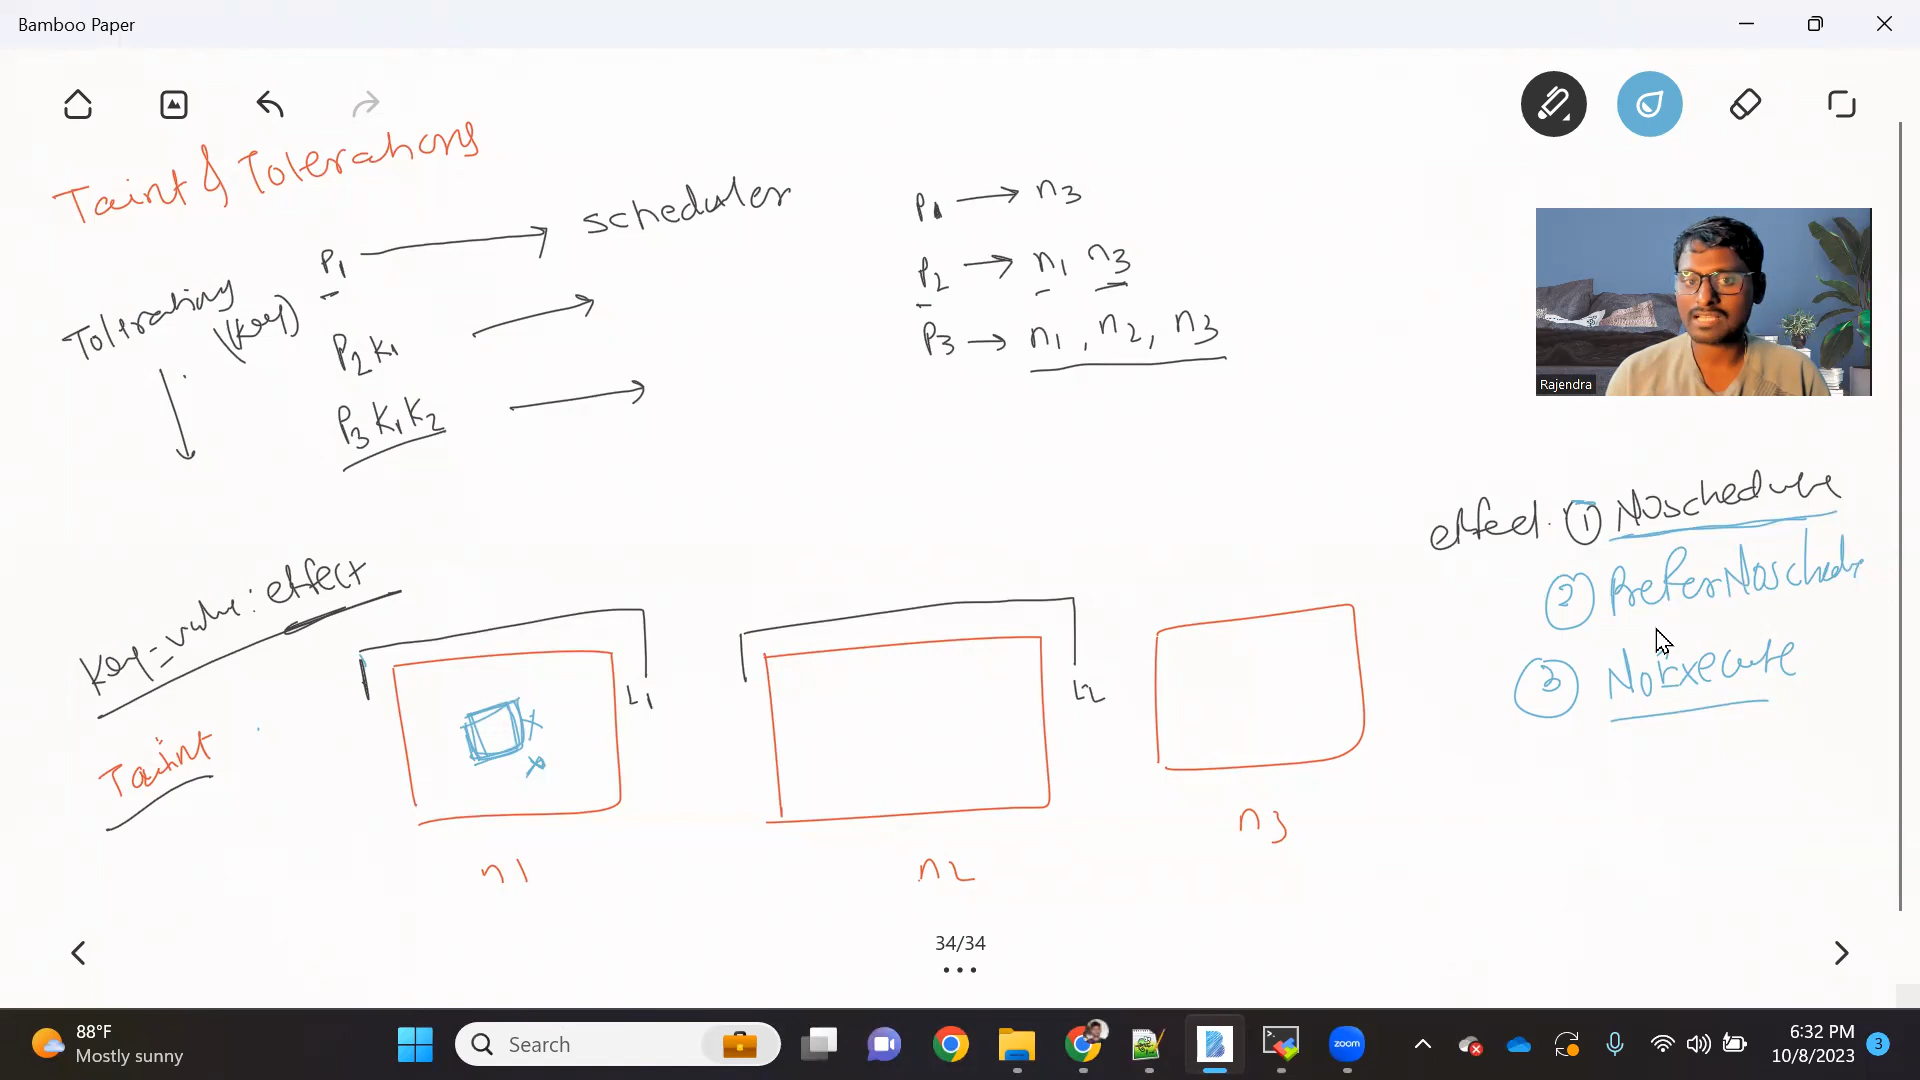 Bamboo Paper
Taint & Tolerations
P1 → scheduler
Tolerating
(key)
P2 K1
P3 K1 K2
P1 → n3
P2 → n1 n3
P3 → n1, n2, n3
Rajendra
effect: ① NoSchedule
② PreferNoSchedule
③ NoExecute
Key=value:effect
Taint
L1
L2
n1
n2
n3
34/34
88°F
Mostly sunny
Search
zoom
6:32 PM
10/8/2023
3